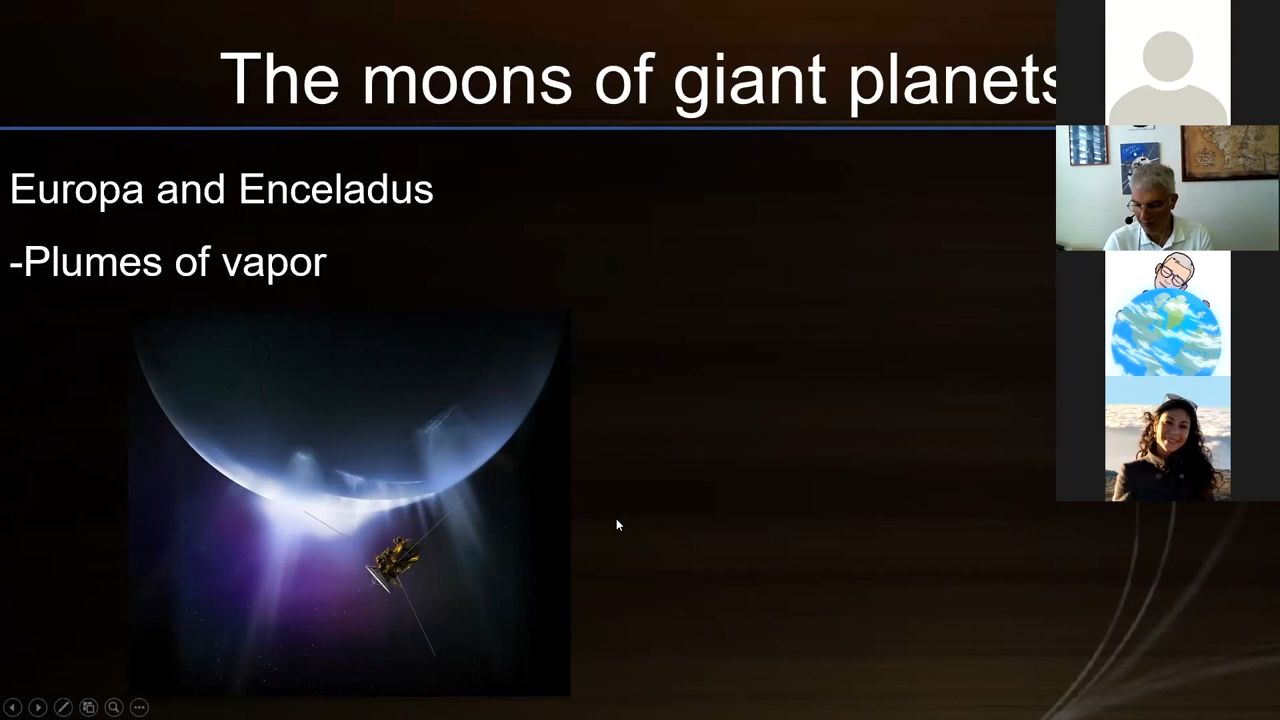 The moons of giant planets
Europa and Enceladus
-Plumes of vapor